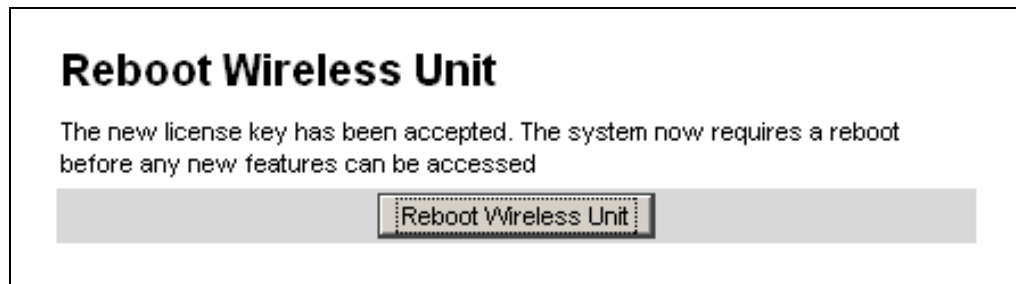 Reboot Wireless Unit
The new license key has been accepted. The system now requires a reboot
before any new features can be accessed
Reboot Wireless Unit